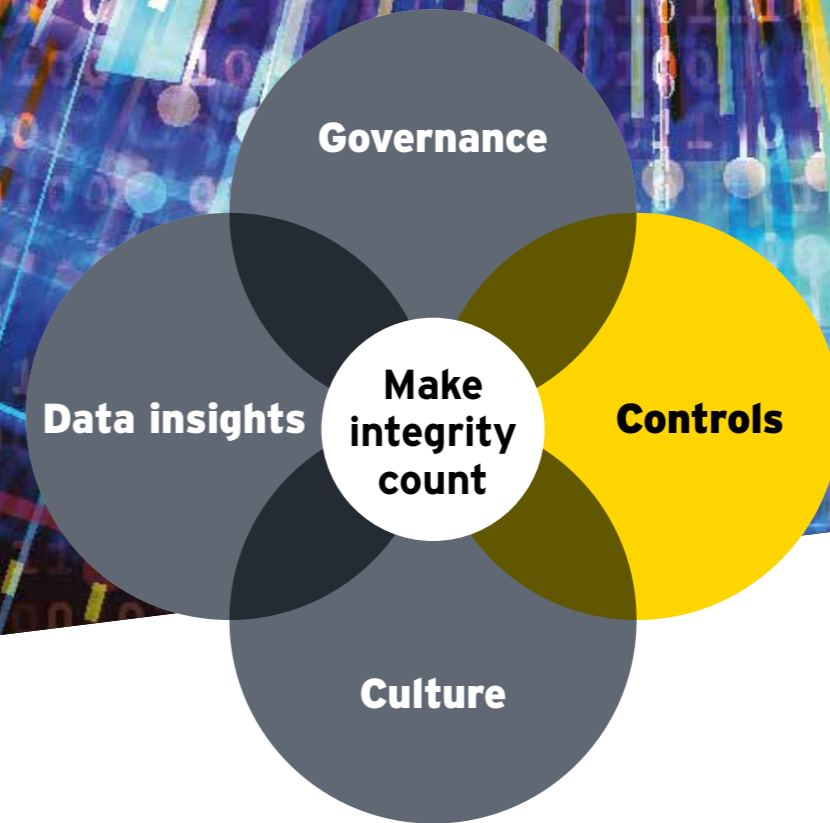 Governance
Data insights
Make
integrity
count
Controls
Culture